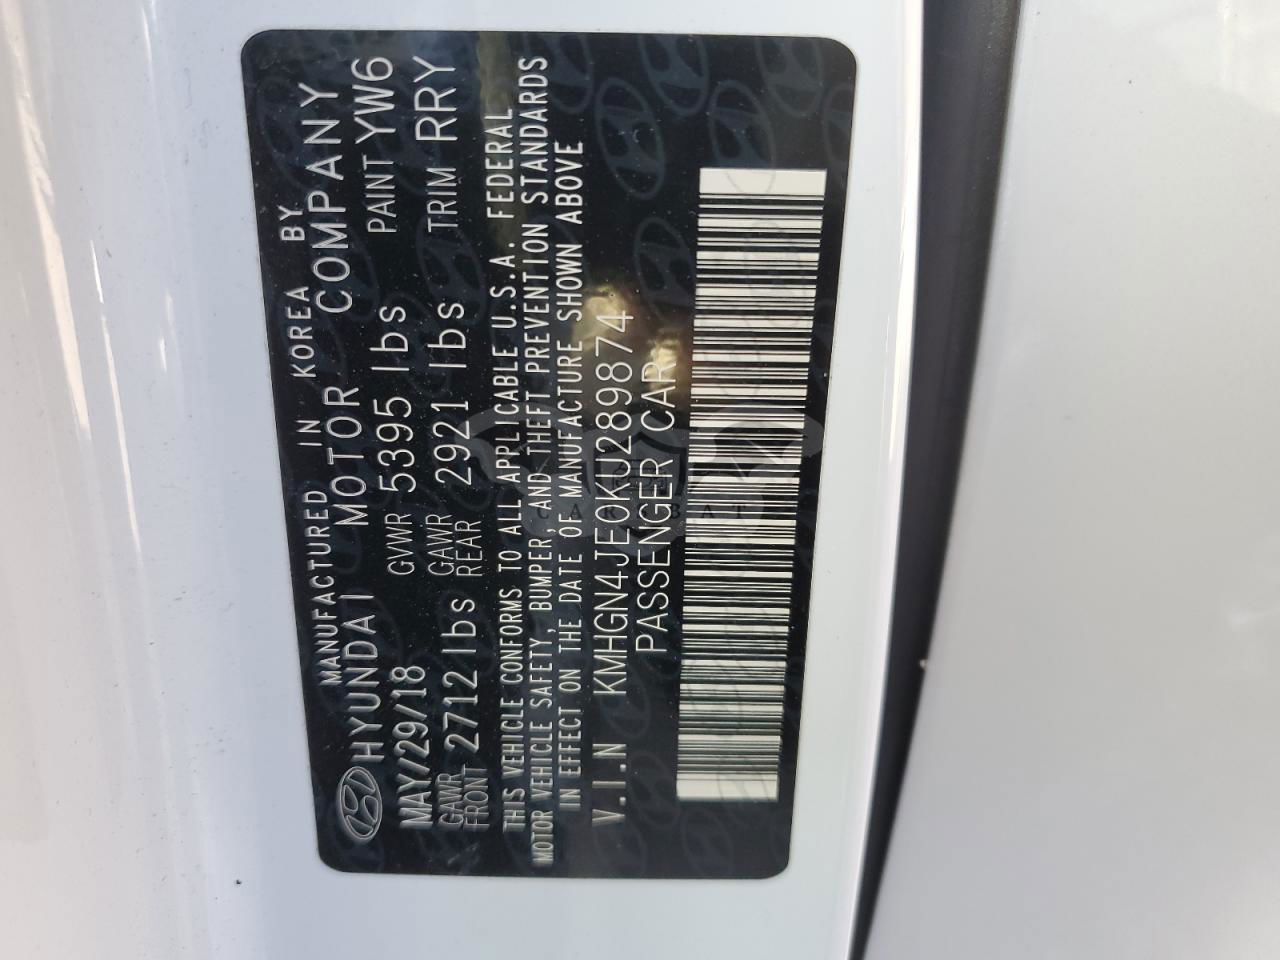 MANUFACTURED IN KOREA BY
HYUNDAI MOTOR COMPANY
MAY/29/18 GVWR 5395 lbs PAINT YW6
GAWR FRONT 2712 lbs GAWR REAR 2921 lbs TRIM RRY
THIS VEHICLE CONFORMS TO ALL APPLICABLE U.S.A. FEDERAL
MOTOR VEHICLE SAFETY, BUMPER, AND THEFT PREVENTION STANDARDS
IN EFFECT ON THE DATE OF MANUFACTURE SHOWN ABOVE
V.I.N KMHGN4JE0KU289874
PASSENGER CAR